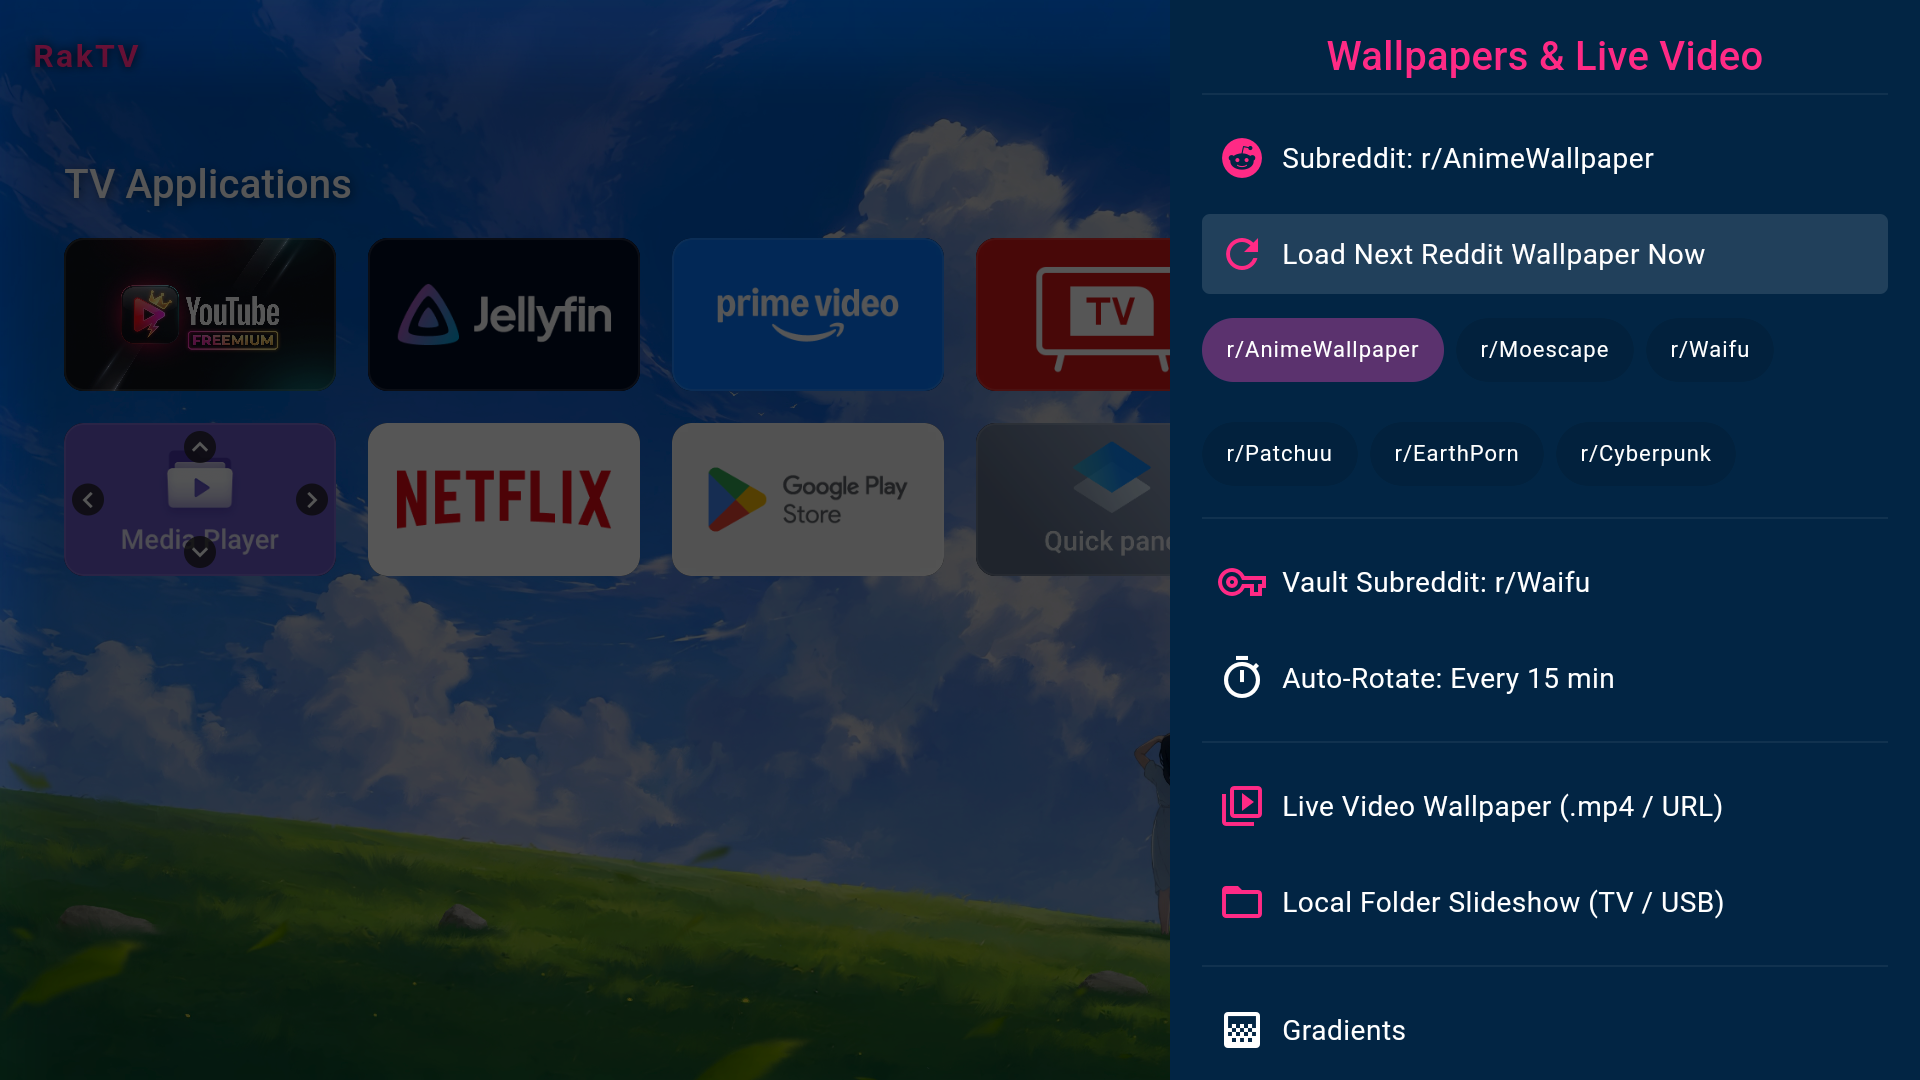 RakTV
TV Applications
YouTube
FREEMIUM
Jellyfin
prime video
TV
Media Player
NETFLIX
Google Play
Store
Quick pane
Wallpapers & Live Video
Subreddit: r/AnimeWallpaper
Load Next Reddit Wallpaper Now
r/AnimeWallpaper r/Moescape r/Waifu
r/Patchuu r/EarthPorn r/Cyberpunk
Vault Subreddit: r/Waifu
Auto-Rotate: Every 15 min
Live Video Wallpaper (.mp4 / URL)
Local Folder Slideshow (TV / USB)
Gradients